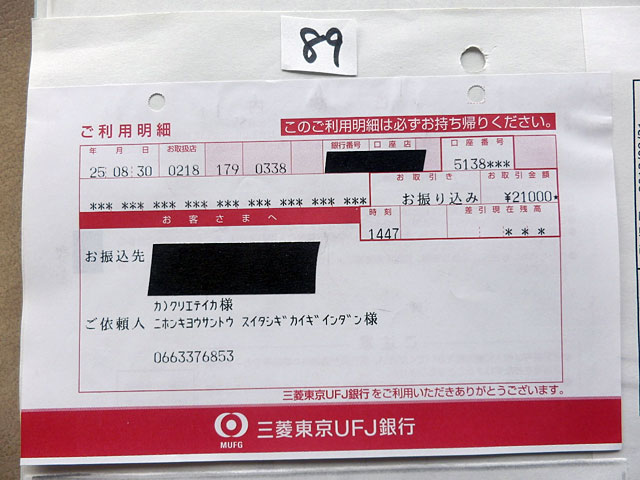 89
ご利用明細
このご利用明細は必ずお持ち帰りください。
年 月 日 お取扱店 銀行番号 口座店 口座番号
25 08 30 0218 179 0338 5138***
お取引き お取引金額
お振り込み ¥21000*
*** *** *** *** *** *** *** *** *** ***
お客さまへ
時刻 差引現在残高
1447 ***
お振込先
カ)クリエテイカ様
ご依頼人 ニホンキヨウサントウ スイタシギカイギインダン様
0663376853
三菱東京UFJ銀行をご利用いただきありがとうございます。
MUFG
三菱東京UFJ銀行